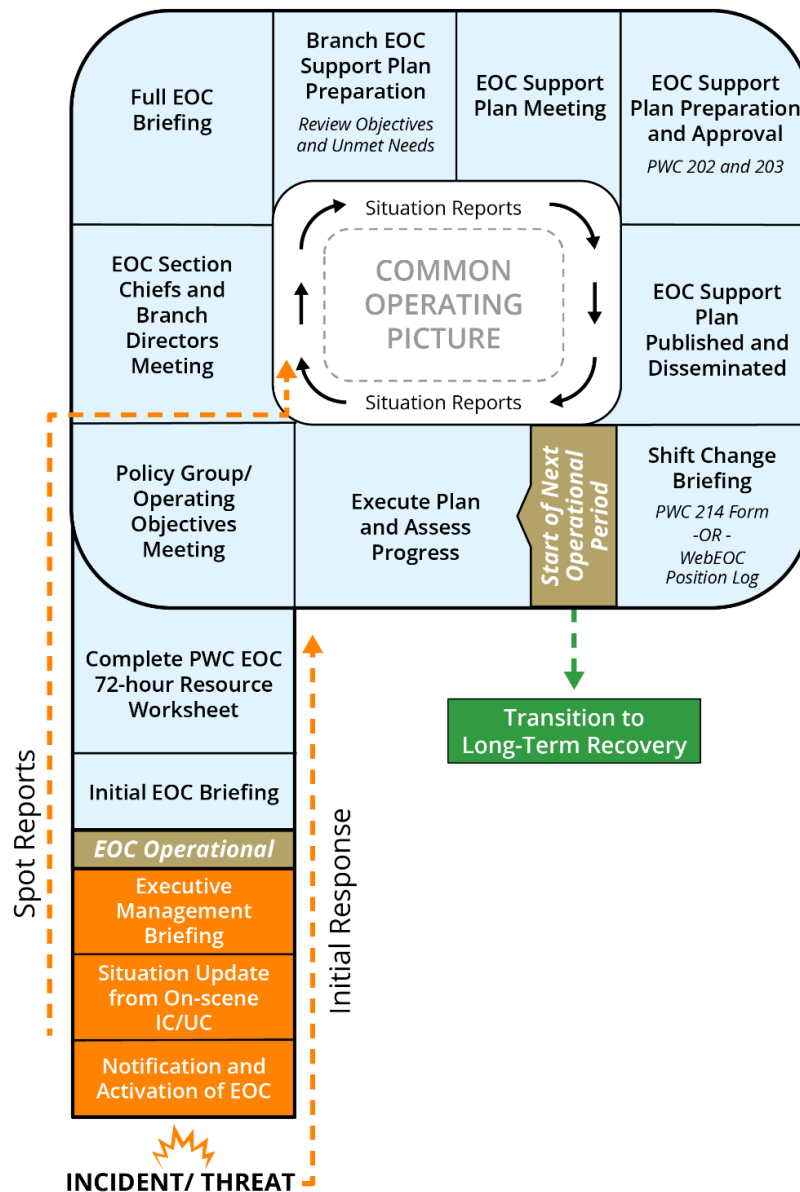 Full EOC
Briefing
Branch EOC
Support Plan
Preparation
Review Objectives
and Unmet Needs
EOC Support
Plan Meeting
EOC Support
Plan Preparation
and Approval
PWC 202 and 203
EOC Section
Chiefs and
Branch
Directors
Meeting
Situation Reports
COMMON
OPERATING
PICTURE
Situation Reports
EOC Support
Plan
Published and
Disseminated
Policy Group/
Operating
Objectives
Meeting
Execute Plan
and Assess
Progress
Start of Next
Operational
Period
Shift Change
Briefing
PWC 214 Form
-OR -
WebEOC
Position Log
Complete PWC EOC
72-hour Resource
Worksheet
Transition to
Long-Term Recovery
Initial EOC Briefing
EOC Operational
Executive
Management
Briefing
Situation Update
from On-scene
IC/UC
Notification and
Activation of EOC
Spot Reports
Initial Response
INCIDENT/ THREAT